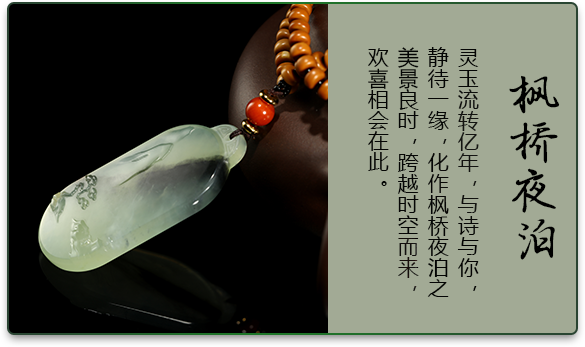 枫桥夜泊
灵玉流转亿年，与诗与你，
静待一缘，化作枫桥夜泊之
美景良时，跨越时空而来，
欢喜相会在此。